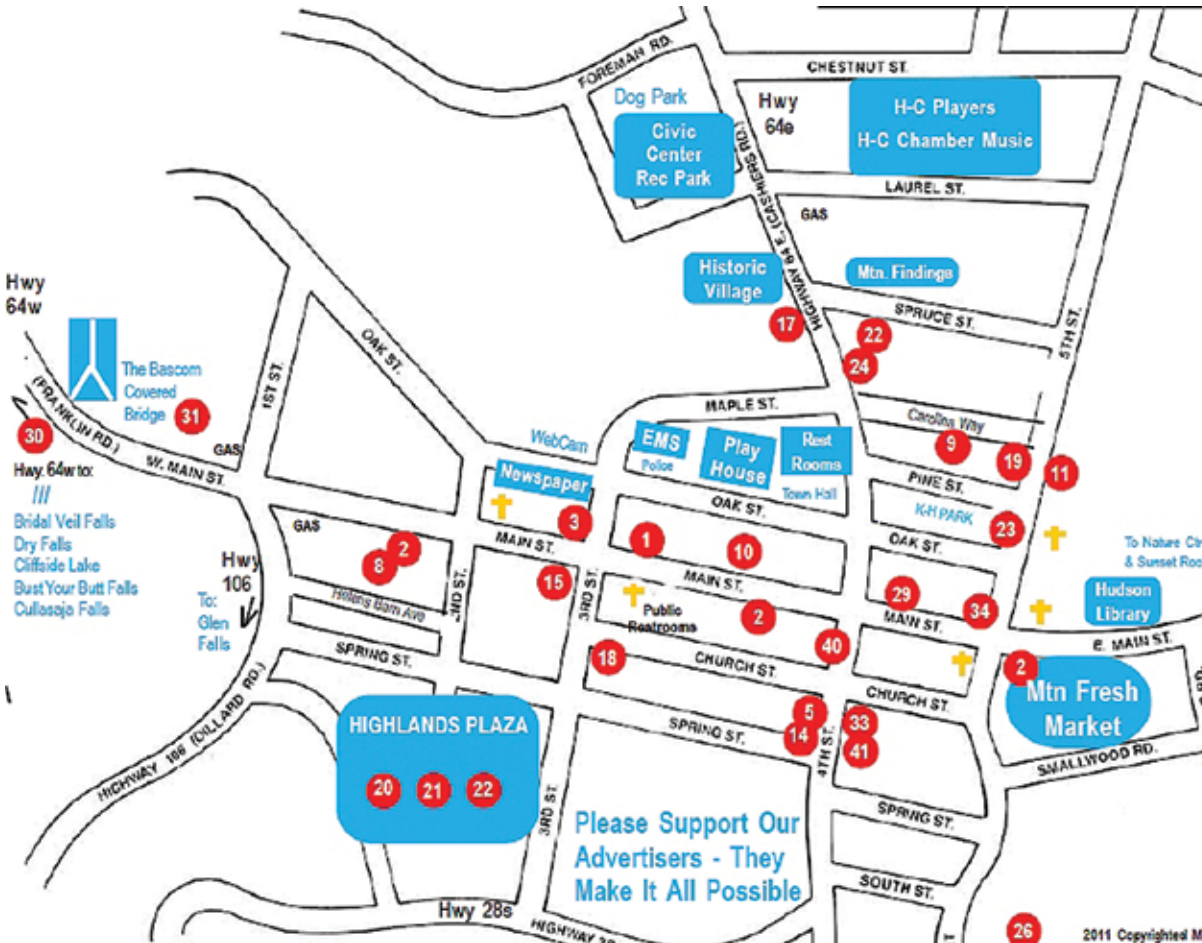 FOREMAN RD.
CHESTNUT ST.
Dog Park
Civic
Center
Rec Park
Hwy
64e
H-C Players
H-C Chamber Music
LAUREL ST.
GAS
HIGHWAY 64 E. (CASHIERS RD.)
Historic
Village
Mtn. Findings
SPRUCE ST.
5TH ST.
17
22
24
Hwy
64w
The Bascom
Covered
Bridge
31
30
(FRANKLIN RD.)
W. MAIN ST.
GAS
1ST ST.
OAK ST.
Hwy. 64w to:
///
Bridal Veil Falls
Dry Falls
Cliffside Lake
Bust Your Butt Falls
Cullasaja Falls
Hwy
106
To:
Glen
Falls
GAS
2
8
Helens Barn Ave
2ND ST.
SPRING ST.
HIGHWAY 106 (DILLARD RD.)
WebCam
Newspaper
3
MAIN ST.
15
3RD ST.
MAPLE ST.
EMS
Police
Play
House
Rest
Rooms
Town Hall
OAK ST.
1
10
MAIN ST.
Public
Restrooms
2
40
18
CHURCH ST.
SPRING ST.
5
14
33
41
4TH ST.
Carolina Way
9
19
11
PINE ST.
K-H PARK
23
OAK ST.
29
34
MAIN ST.
To Nature
Hudson
Library
E. MAIN ST.
CHURCH ST.
2
Mtn Fresh
Market
SMALLWOOD RD.
SPRING ST.
SOUTH ST.
HIGHLANDS PLAZA
20
21
22
3RD ST.
Please Support Our
Advertisers - They
Make It All Possible
Hwy 28s
26
2011 Copyrighted